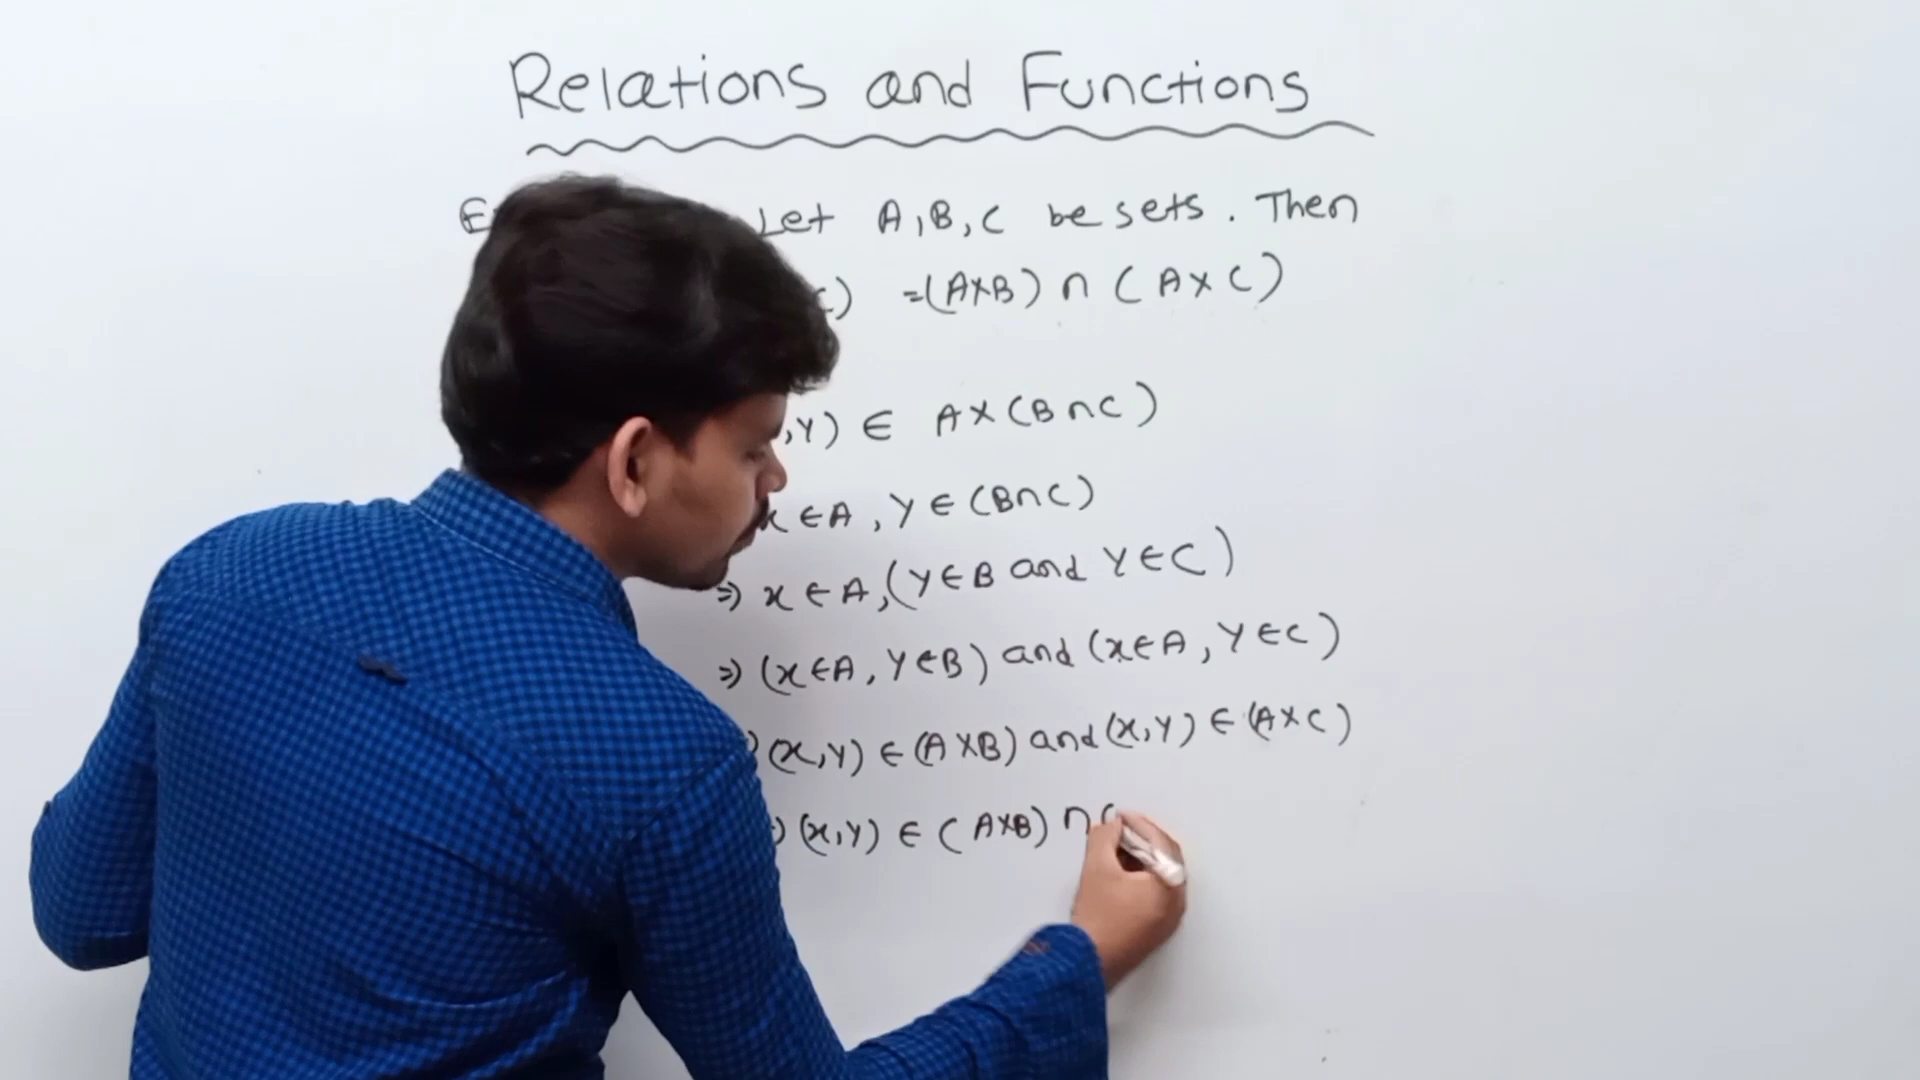 Relations and Functions
Let A,B,C be sets. Then
) =(A×B) ∩ (A×C)
,y) ∈ A×(B∩C)
x∈A, y∈(B∩C)
⇒ x∈A,(y∈B and y∈C)
⇒ (x∈A, y∈B) and (x∈A, y∈C)
(x,y) ∈ (A×B) and (x,y) ∈ (A×C)
(x,y) ∈ (A×B) ∩ (